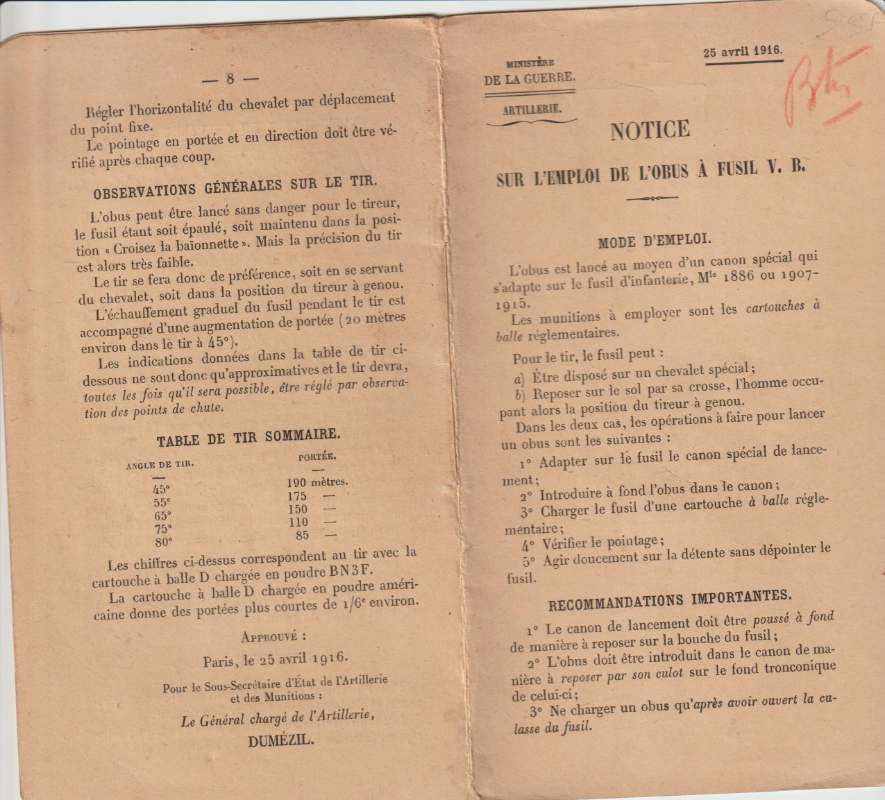 — 8 —
Régler l'horizontalité du chevalet par déplacement
du point fixe.
Le pointage en portée et en direction doit être vé-
rifié après chaque coup.
OBSERVATIONS GÉNÉRALES SUR LE TIR.
L'obus peut être lancé sans danger pour le tireur,
le fusil étant soit épaulé, soit maintenu dans la posi-
tion « Croisez la baïonnette ». Mais la précision du tir
est alors très faible.
Le tir se fera donc de préférence, soit en se servant
du chevalet, soit dans la position du tireur à genou.
L'échauffement graduel du fusil pendant le tir est
accompagné d'une augmentation de portée (20 mètres
environ dans le tir à 45°).
Les indications données dans la table de tir ci-
dessous ne sont donc qu'approximatives et le tir devra,
toutes les fois qu'il sera possible, être réglé par observa-
tion des points de chute.
TABLE DE TIR SOMMAIRE.
ANGLE DE TIR. PORTÉE.
45° 190 mètres.
55° 175 —
65° 150 —
75° 110 —
80° 85 —
Les chiffres ci-dessus correspondent au tir avec la
cartouche à balle D chargée en poudre BN3F.
La cartouche à balle D chargée en poudre améri-
caine donne des portées plus courtes de 1/6e environ.
APPROUVÉ :
Paris, le 25 avril 1916.
Pour le Sous-Secrétaire d'État de l'Artillerie
et des Munitions :
Le Général chargé de l'Artillerie,
DUMÉZIL.
MINISTÈRE
DE LA GUERRE.
ARTILLERIE.
25 avril 1916.
NOTICE
SUR L'EMPLOI DE L'OBUS À FUSIL V. B.
MODE D'EMPLOI.
L'obus est lancé au moyen d'un canon spécial qui
s'adapte sur le fusil d'infanterie, Mle 1886 ou 1907-
1915.
Les munitions à employer sont les cartouches à
balle réglementaires.
Pour le tir, le fusil peut :
a) Être disposé sur un chevalet spécial ;
b) Reposer sur le sol par sa crosse, l'homme occu-
pant alors la position du tireur à genou.
Dans les deux cas, les opérations à faire pour lancer
un obus sont les suivantes :
1° Adapter sur le fusil le canon spécial de lance-
ment ;
2° Introduire à fond l'obus dans le canon ;
3° Charger le fusil d'une cartouche à balle régle-
mentaire ;
4° Vérifier le pointage ;
5° Agir doucement sur la détente sans dépointer le
fusil.
RECOMMANDATIONS IMPORTANTES.
1° Le canon de lancement doit être poussé à fond
de manière à reposer sur la bouche du fusil ;
2° L'obus doit être introduit dans le canon de ma-
nière à reposer par son culot sur le fond tronconique
de celui-ci ;
3° Ne charger un obus qu'après avoir ouvert la cu-
lasse du fusil.